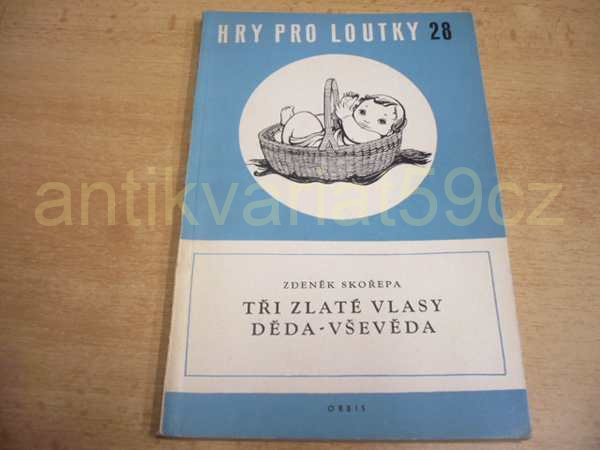 HRY PRO LOUTKY 28
antikvariat59cz
ZDENĚK SKOŘEPA
TŘI ZLATÉ VLASY
DĚDA-VŠEVĚDA
ORBIS